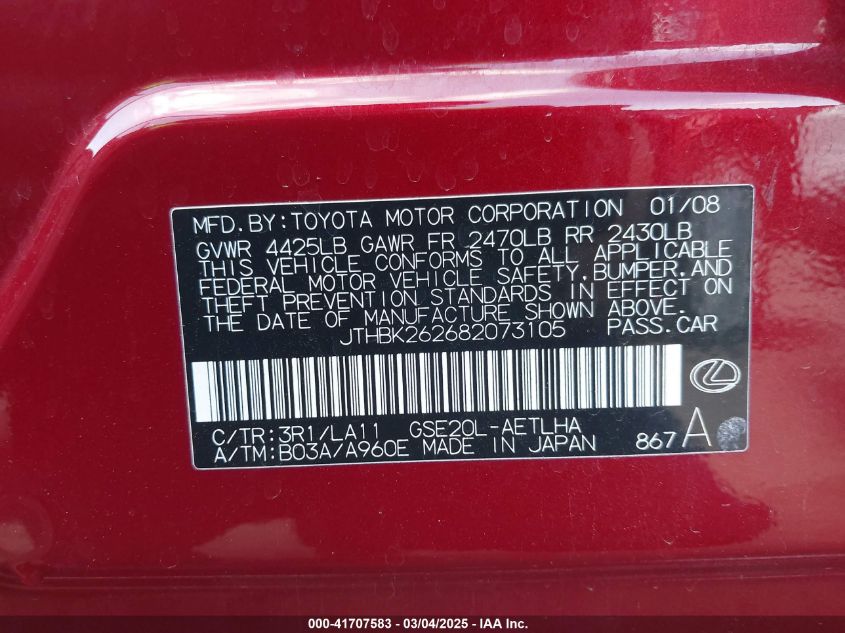 MFD.BY:TOYOTA MOTOR CORPORATION 01/08
GVWR 4425LB GAWR FR 2470LB RR 2430LB
THIS VEHICLE CONFORMS TO ALL APPLICABLE
FEDERAL MOTOR VEHICLE SAFETY,BUMPER,AND
THEFT PREVENTION STANDARDS IN EFFECT ON
THE DATE OF MANUFACTURE SHOWN ABOVE.
JTHBK262682073105 PASS.CAR
C/TR:3R1/LA11 GSE20L-AETLHA
A/TM:B03A/A960E MADE IN JAPAN 867A
000-41707583 - 03/04/2025 - IAA Inc.